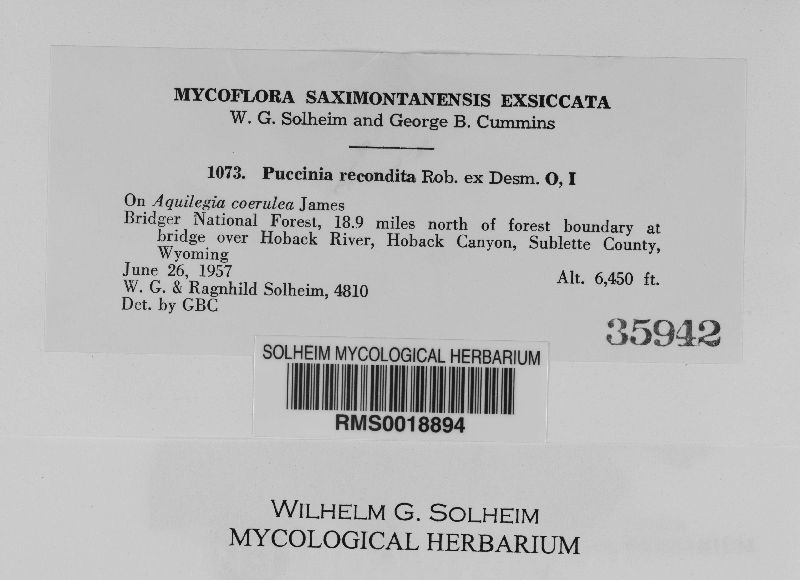 MYCOFLORA SAXIMONTANENSIS EXSICCATA
W. G. Solheim and George B. Cummins
1073. Puccinia recondita Rob. ex Desm. O, I
On Aquilegia coerulea James
Bridger National Forest, 18.9 miles north of forest boundary at
bridge over Hoback River, Hoback Canyon, Sublette County,
Wyoming
June 26, 1957 Alt. 6,450 ft.
W. G. & Ragnhild Solheim, 4810
Det. by GBC
35942
SOLHEIM MYCOLOGICAL HERBARIUM
RMS0018894
WILHELM G. SOLHEIM
MYCOLOGICAL HERBARIUM